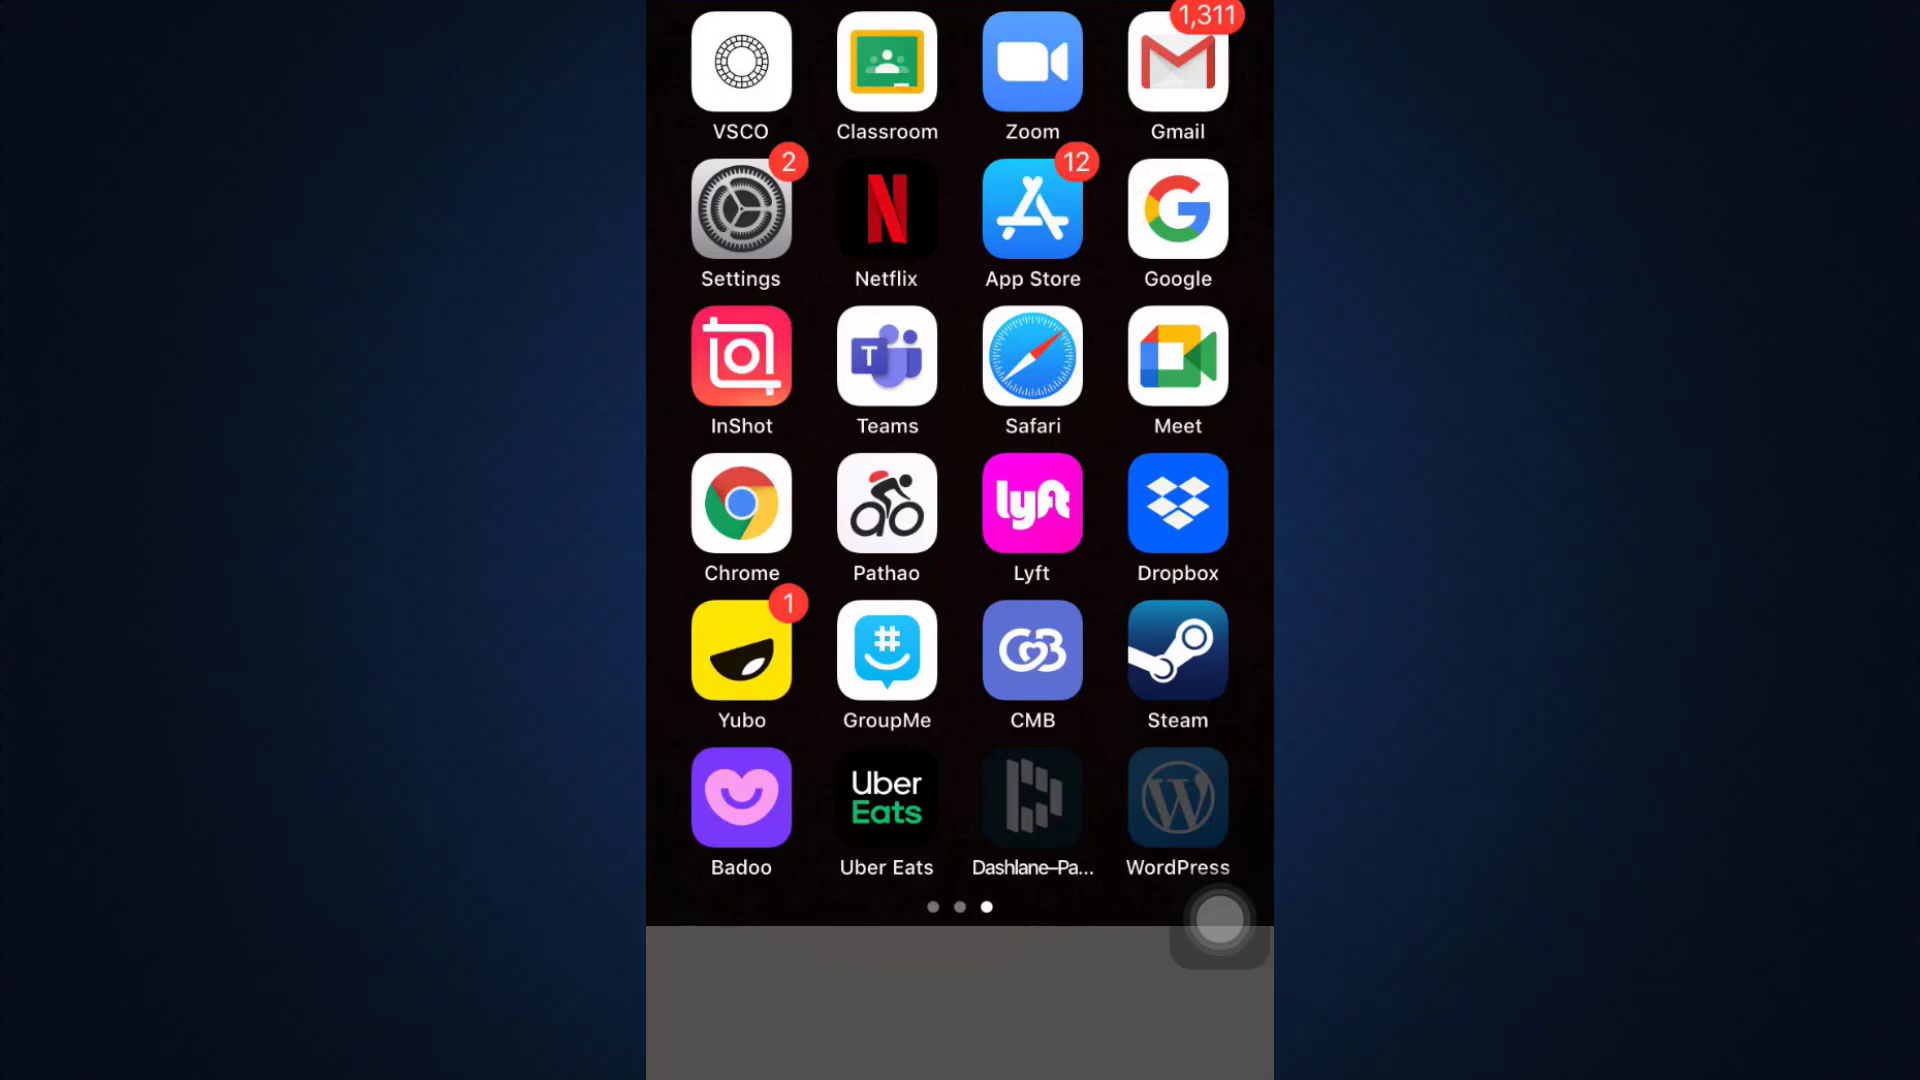 1,311
VSCO Classroom Zoom Gmail
2 12
Settings Netflix App Store Google
T
InShot Teams Safari Meet
lyft
Chrome Pathao Lyft Dropbox
1
#
Yubo GroupMe CMB Steam
Uber
Eats
Badoo Uber Eats Dashlane–Pa... WordPress